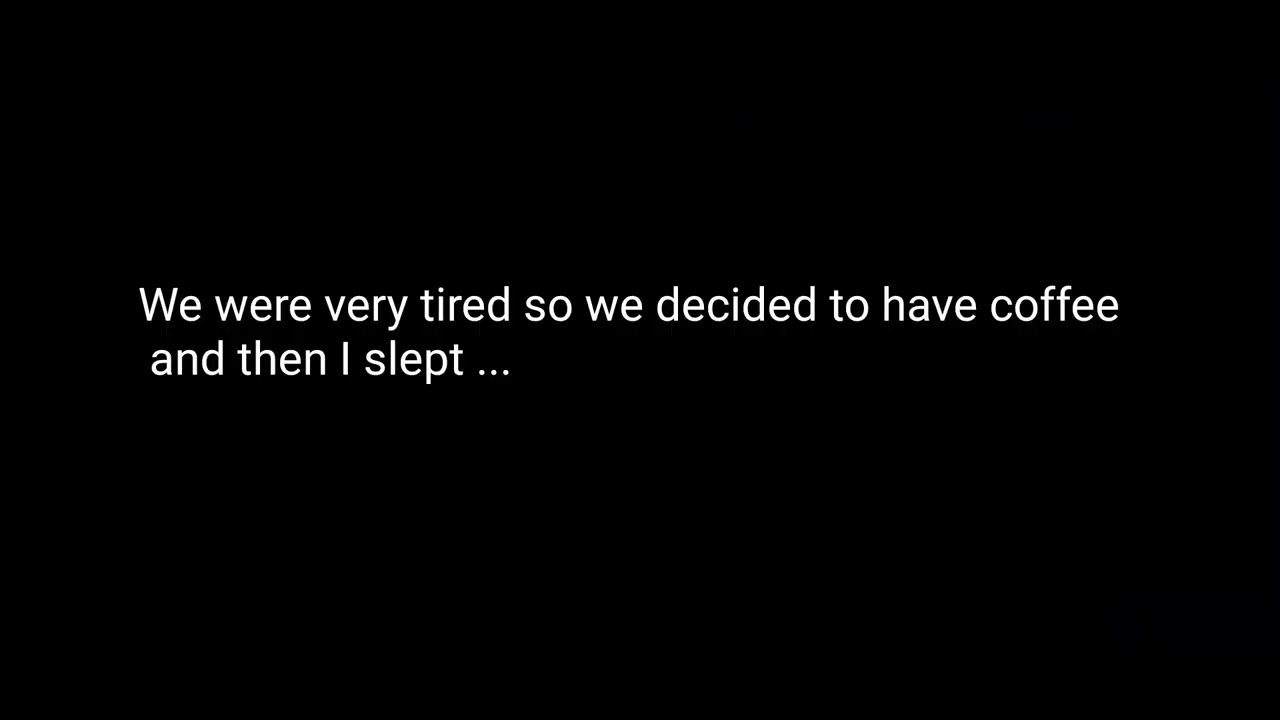 We were very tired so we decided to have coffee
and then I slept ...